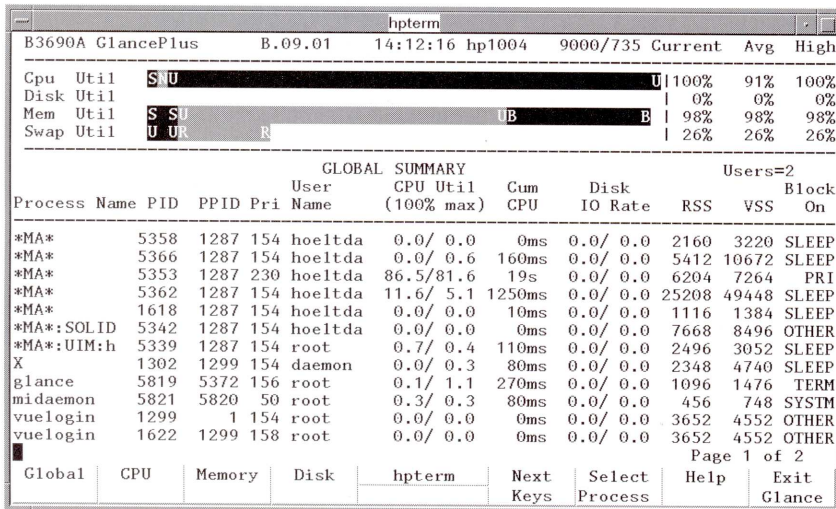 hpterm
B3690A GlancePlus B.09.01 14:12:16 hp1004 9000/735 Current Avg High
Cpu Util SNU U 100% 91% 100%
Disk Util 0% 0% 0%
Mem Util S SU UB B 98% 98% 98%
Swap Util U UR R 26% 26% 26%
GLOBAL SUMMARY Users=2
User CPU Util Cum Disk Block
Process Name PID PPID Pri Name (100% max) CPU IO Rate RSS VSS On
*MA* 5358 1287 154 hoeltda 0.0/ 0.0 0ms 0.0/ 0.0 2160 3220 SLEEP
*MA* 5366 1287 154 hoeltda 0.0/ 0.6 160ms 0.0/ 0.0 5412 10672 SLEEP
*MA* 5353 1287 230 hoeltda 86.5/81.6 19s 0.0/ 0.0 6204 7264 PRI
*MA* 5362 1287 154 hoeltda 11.6/ 5.1 1250ms 0.0/ 0.0 25208 49448 SLEEP
*MA* 1618 1287 154 hoeltda 0.0/ 0.0 10ms 0.0/ 0.0 1116 1384 SLEEP
*MA*:SOLID 5342 1287 154 hoeltda 0.0/ 0.0 0ms 0.0/ 0.0 7668 8496 OTHER
*MA*:UIM:h 5339 1287 154 root 0.7/ 0.4 110ms 0.0/ 0.0 2496 3052 SLEEP
X 1302 1299 154 daemon 0.0/ 0.3 80ms 0.0/ 0.0 2348 4740 SLEEP
glance 5819 5372 156 root 0.1/ 1.1 270ms 0.0/ 0.0 1096 1476 TERM
midaemon 5821 5820 50 root 0.3/ 0.3 80ms 0.0/ 0.0 456 748 SYSTM
vuelogin 1299 1 154 root 0.0/ 0.0 0ms 0.0/ 0.0 3652 4552 OTHER
vuelogin 1622 1299 158 root 0.0/ 0.0 0ms 0.0/ 0.0 3652 4552 OTHER
Page 1 of 2
Global CPU Memory Disk hpterm Next Select Help Exit
Keys Process Glance